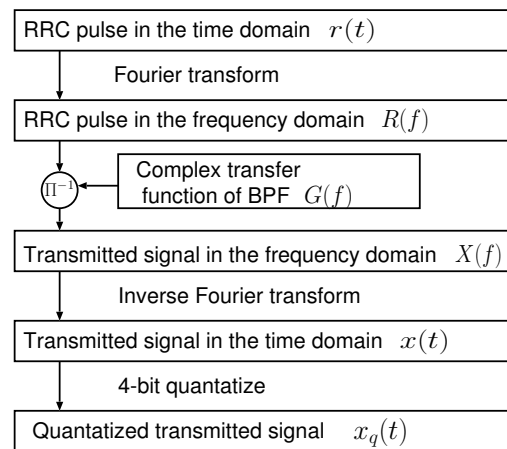 RRC pulse in the time domain r(t)
Fourier transform
RRC pulse in the frequency domain R(f)
Π⁻¹
Complex transfer
function of BPF G(f)
Transmitted signal in the frequency domain X(f)
Inverse Fourier transform
Transmitted signal in the time domain x(t)
4-bit quantatize
Quantatized transmitted signal x_q(t)